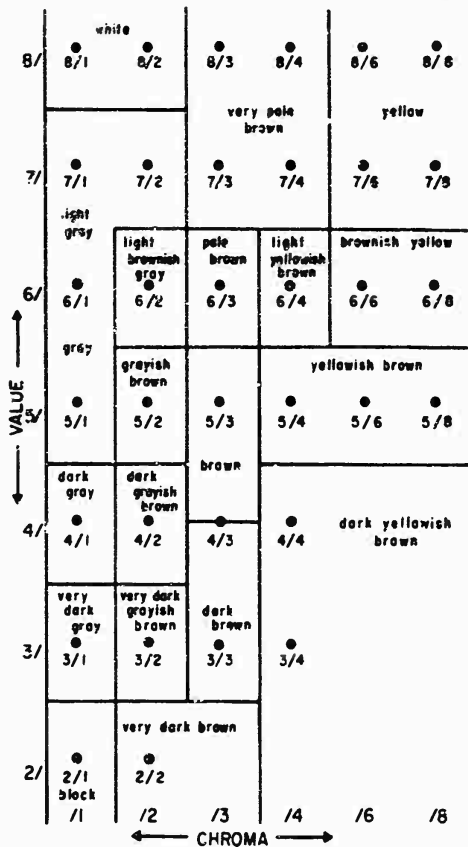 white
8/ 8/1 8/2 8/3 8/4 8/6 8/8
very pale brown
yellow
7/ 7/1 7/2 7/3 7/4 7/6 7/8
light gray
light brownish gray
pale brown
light yellowish brown
brownish yellow
6/ 6/1 6/2 6/3 6/4 6/6 6/8
gray
grayish brown
yellowish brown
5/ 5/1 5/2 5/3 5/4 5/6 5/8
brown
dark gray
dark grayish brown
dark yellowish brown
4/ 4/1 4/2 4/3 4/4
very dark gray
very dark grayish brown
dark brown
3/ 3/1 3/2 3/3 3/4
very dark brown
2/ 2/1 2/2
black
/1 /2 /3 /4 /6 /8
VALUE
CHROMA